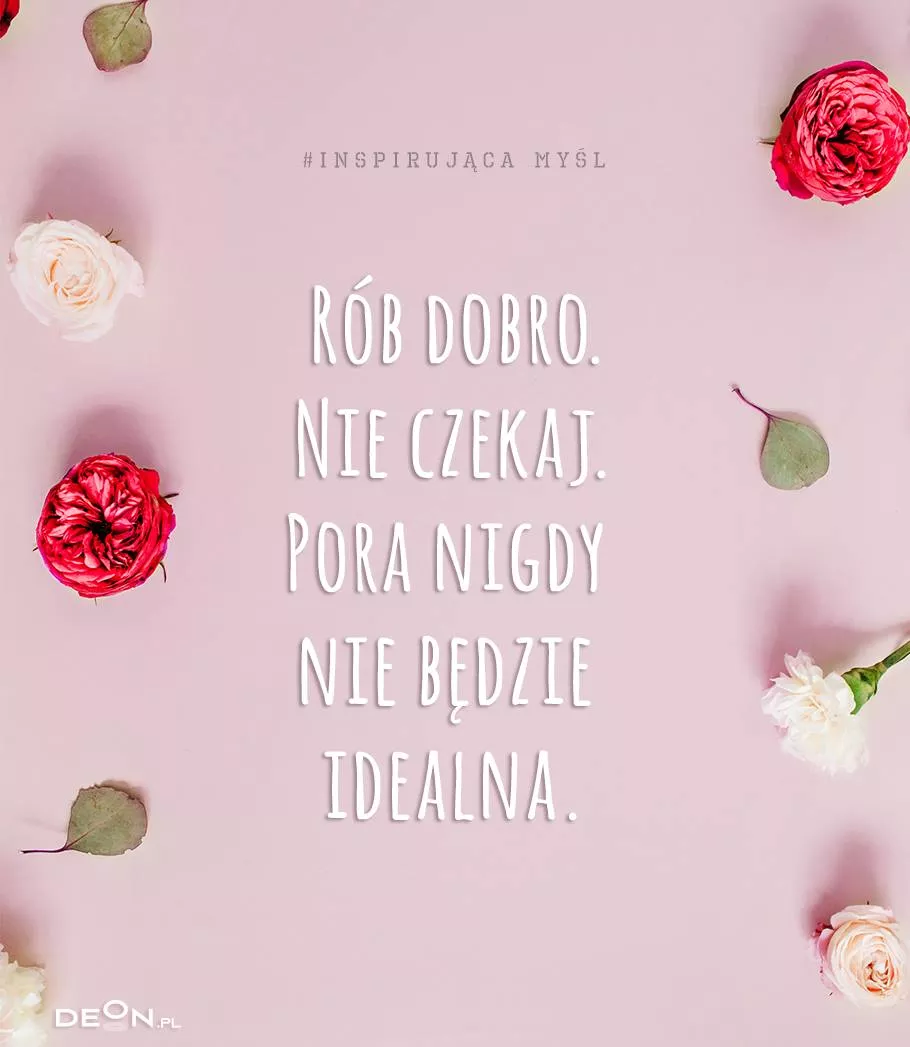 #INSPIRUJĄCA MYŚL
RÓB DOBRO.
NIE CZEKAJ.
PORA NIGDY
NIE BĘDZIE
IDEALNA.
DEON.PL